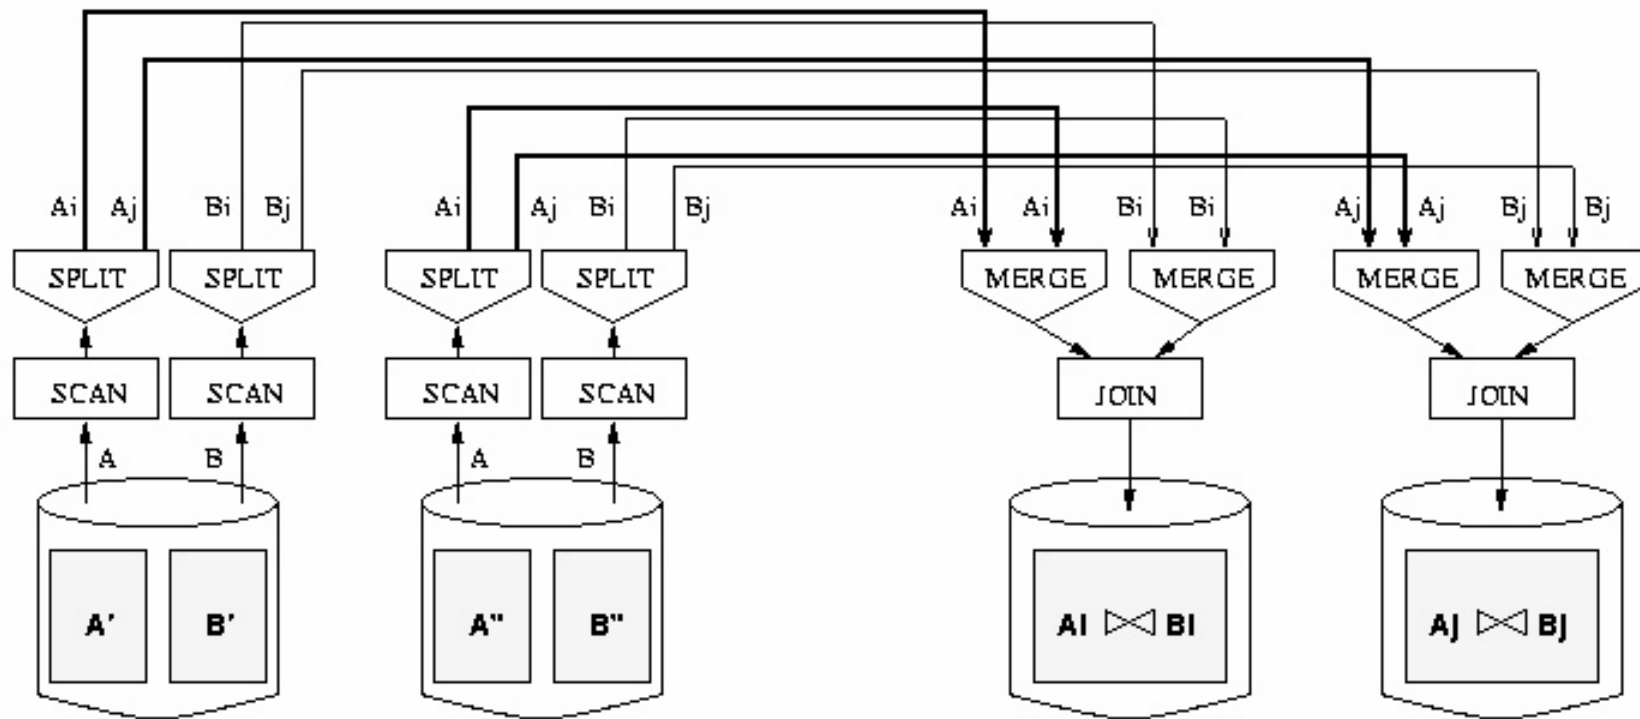 Ai Aj Bi Bj Ai Aj Bi Bj Ai Ai Bi Bi Aj Aj Bj Bj
SPLIT SPLIT SPLIT SPLIT MERGE MERGE MERGE MERGE
SCAN SCAN SCAN SCAN JOIN JOIN
A B A B
A' B' A" B" Ai ⋈ Bi Aj ⋈ Bj